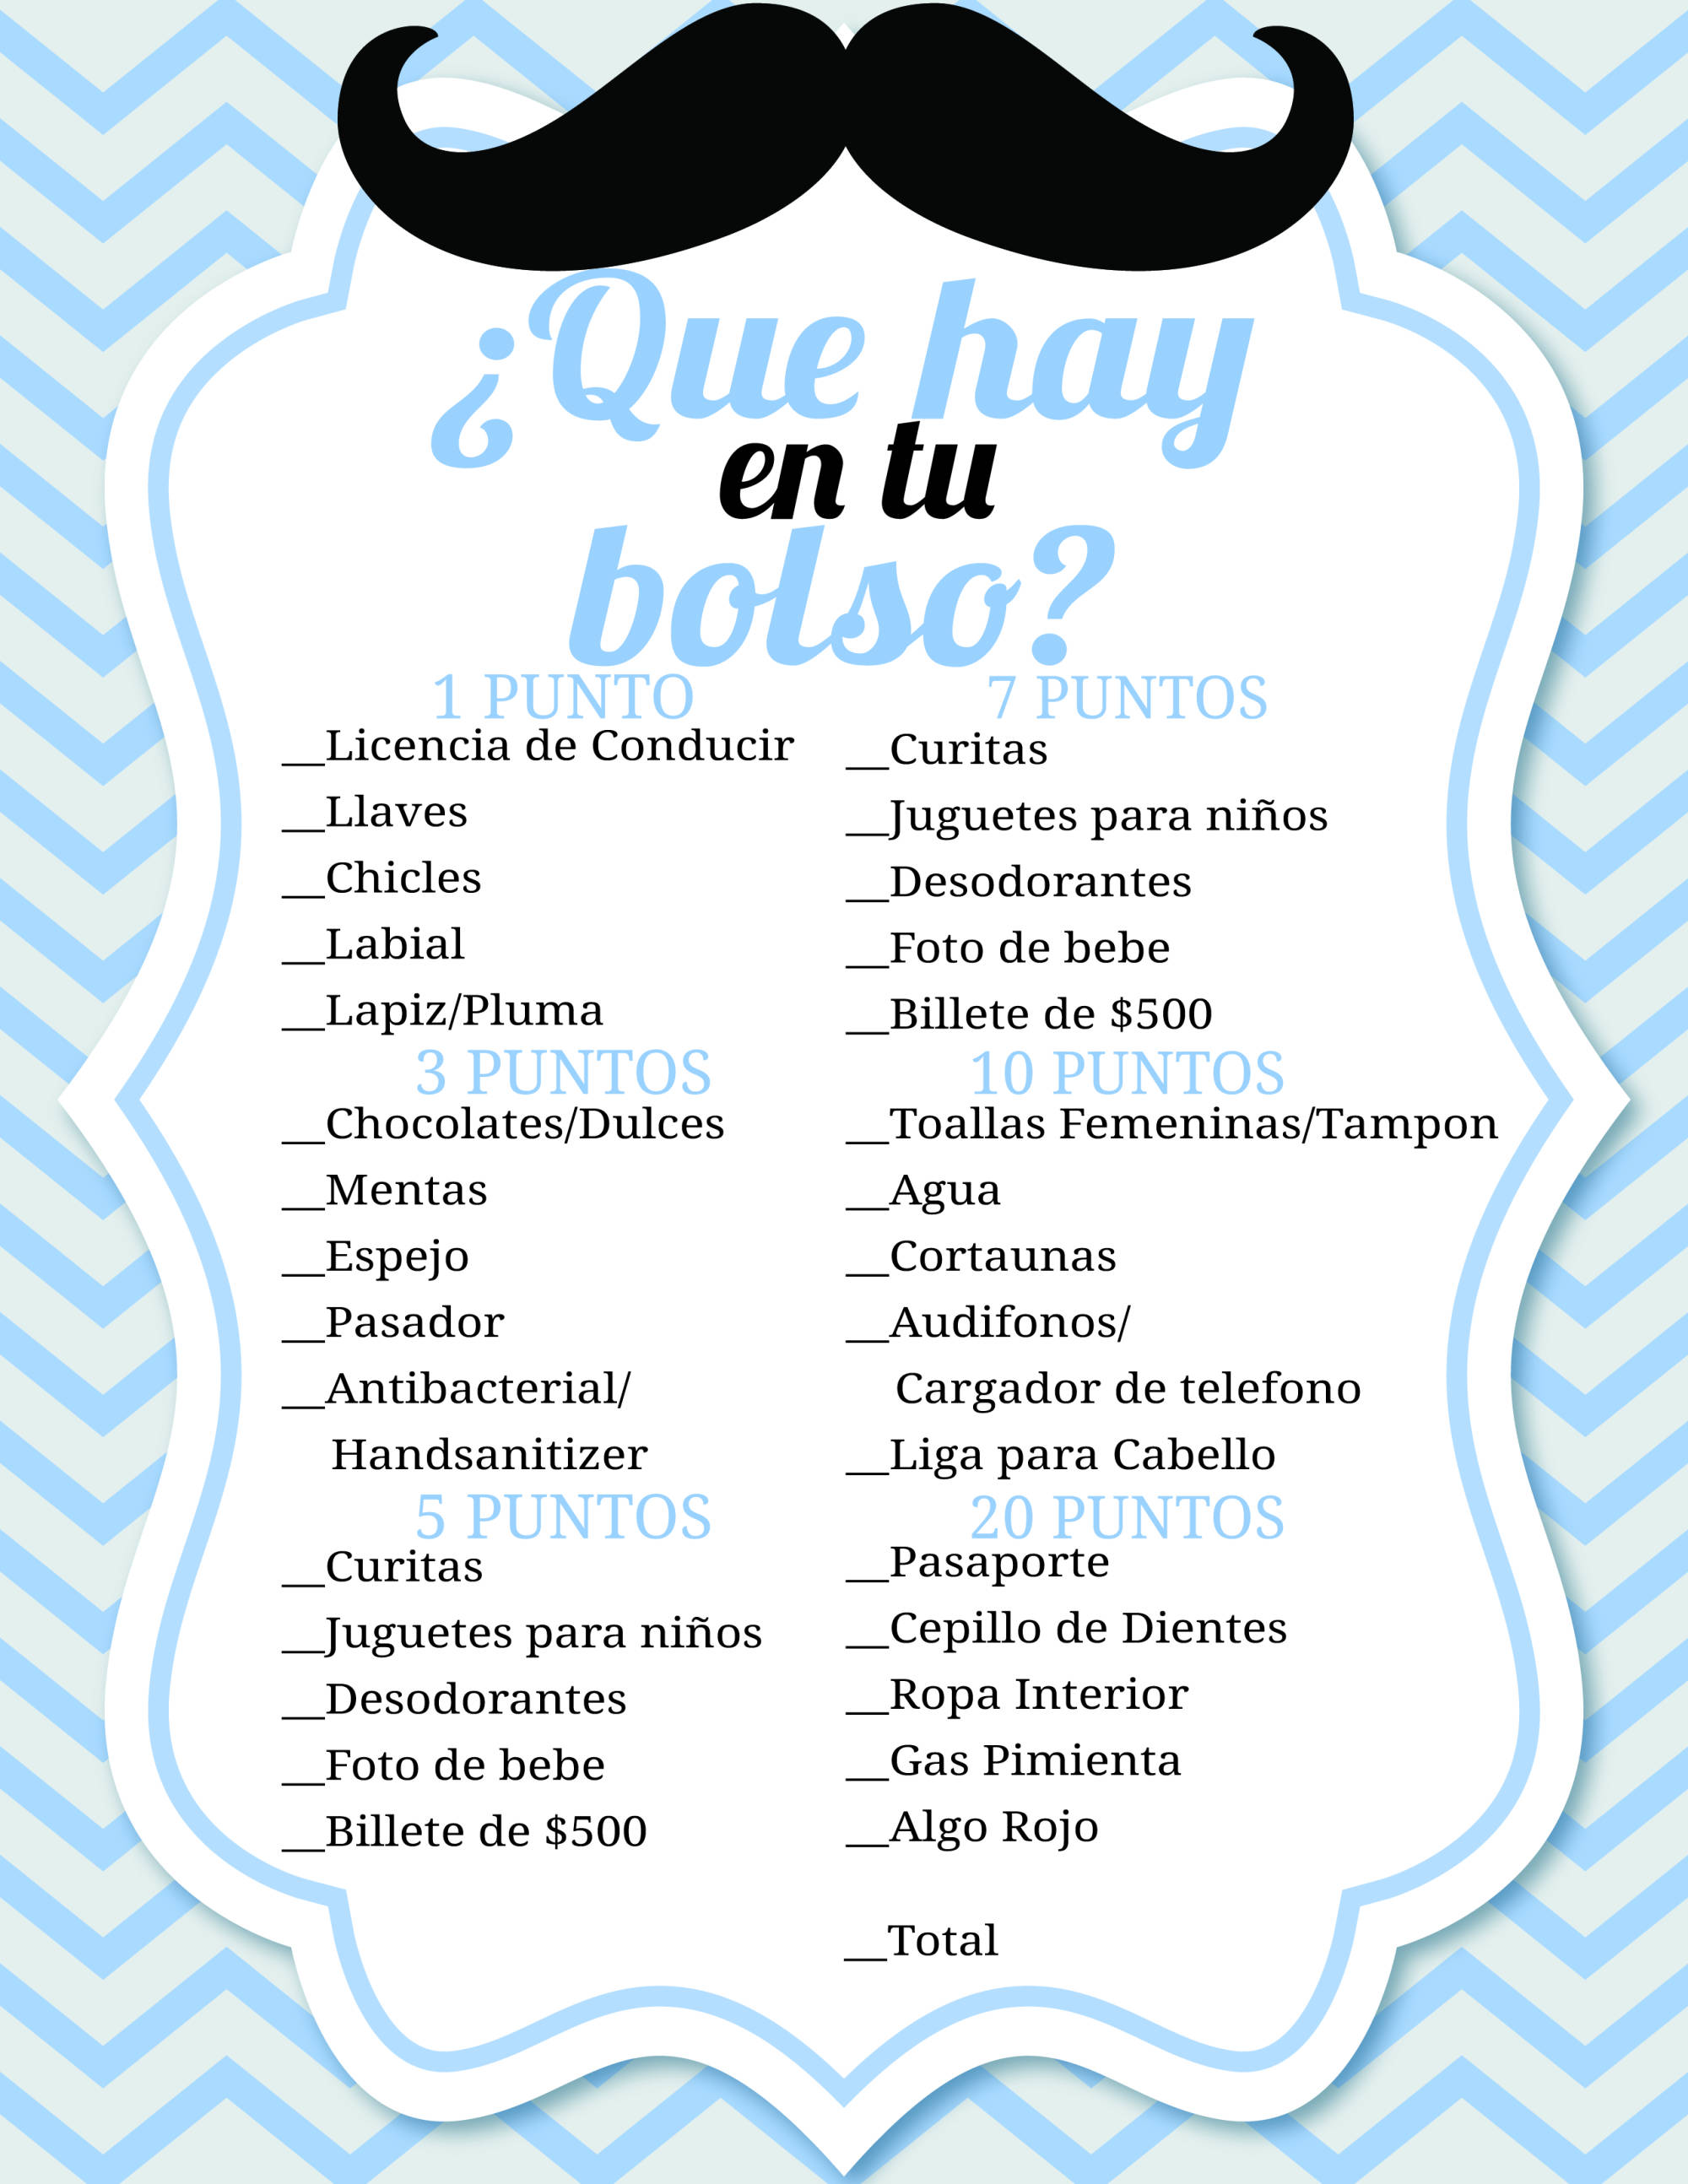 ¿Que hay
en tu
bolso?
1 PUNTO
__Licencia de Conducir
__Llaves
__Chicles
__Labial
__Lapiz/Pluma
3 PUNTOS
__Chocolates/Dulces
__Mentas
__Espejo
__Pasador
__Antibacterial/
Handsanitizer
5 PUNTOS
__Curitas
__Juguetes para niños
__Desodorantes
__Foto de bebe
__Billete de $500
7 PUNTOS
__Curitas
__Juguetes para niños
__Desodorantes
__Foto de bebe
__Billete de $500
10 PUNTOS
__Toallas Femeninas/Tampon
__Agua
__Cortaunas
__Audifonos/
Cargador de telefono
__Liga para Cabello
20 PUNTOS
__Pasaporte
__Cepillo de Dientes
__Ropa Interior
__Gas Pimienta
__Algo Rojo
__Total